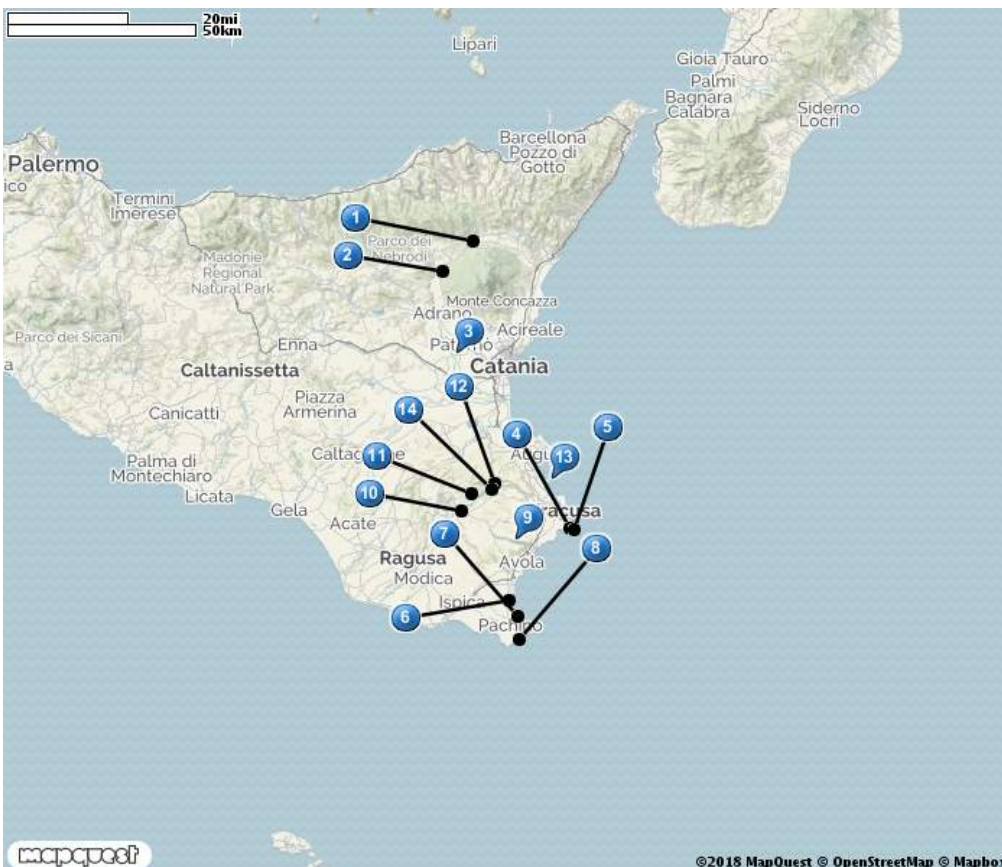 20mi
50km
Lipari
Gioia Tauro
Palmi
Bagnara
Calabra
Siderno
Locri
Barcellona
Pozzo di
Gotto
Palermo
ico
Termini
Imerese
1
Parco dei
Nebrodi
2
Madonie
Regional
Natural Park
Monte Concazza
Adrano
3
Acireale
Parco dei Sicani
Enna
Catania
a
Caltanissetta
12
Piazza
Armerina
14
Canicatti
5
4
11
13
Palma di
Montechiaro
Licata
10
Gela
9
Acate
7
8
Ragusa
Avola
Modica
Ispica
6
Pachino
mapquest
©2018 MapQuest © OpenStreetMap © Mapbox